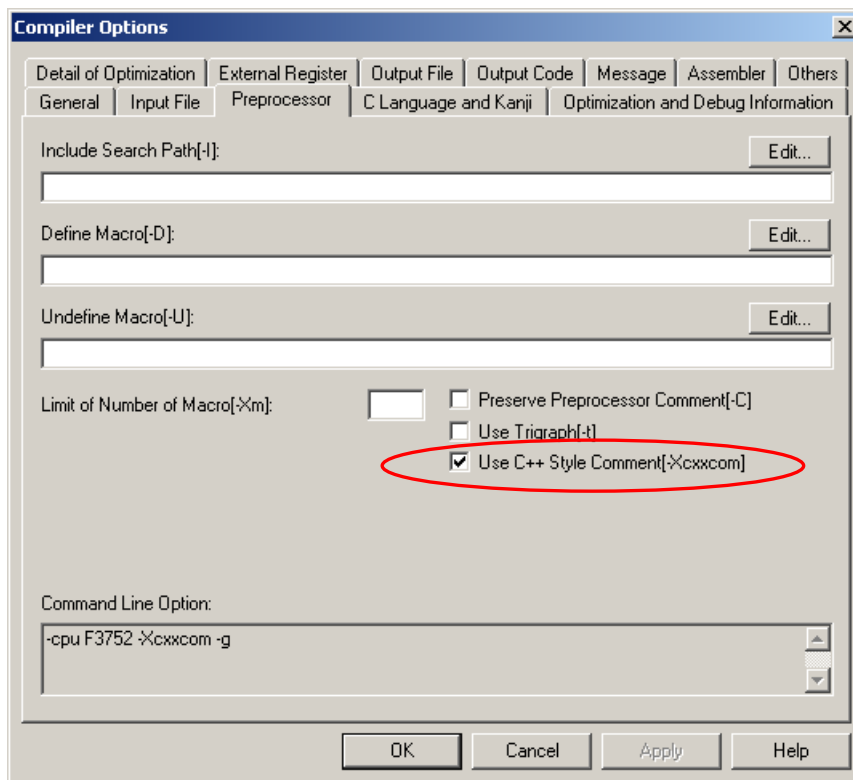 Compiler Options
Detail of Optimization External Register Output File Output Code Message Assembler Others
General Input File Preprocessor C Language and Kanji Optimization and Debug Information
Include Search Path[-I]: Edit...
Define Macro[-D]: Edit...
Undefine Macro[-U]: Edit...
Limit of Number of Macro[-Xm]: Preserve Preprocessor Comment[-C]
Use Trigraph[-t]
Use C++ Style Comment[-Xcxxcom]
Command Line Option:
-cpu F3752 -Xcxxcom -g
OK Cancel Apply Help